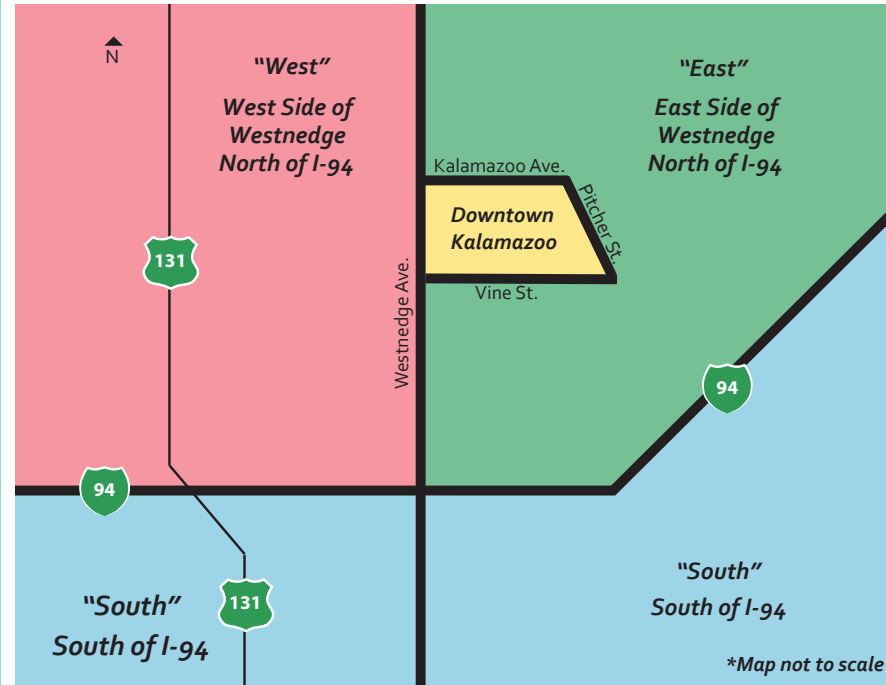 N
“West”
West Side of
Westnedge
North of I-94
“East”
East Side of
Westnedge
North of I-94
Kalamazoo Ave.
Pitcher St.
Downtown
Kalamazoo
131
Westnedge Ave.
Vine St.
94
94
“South”
South of I-94
131
“South”
South of I-94
*Map not to scale